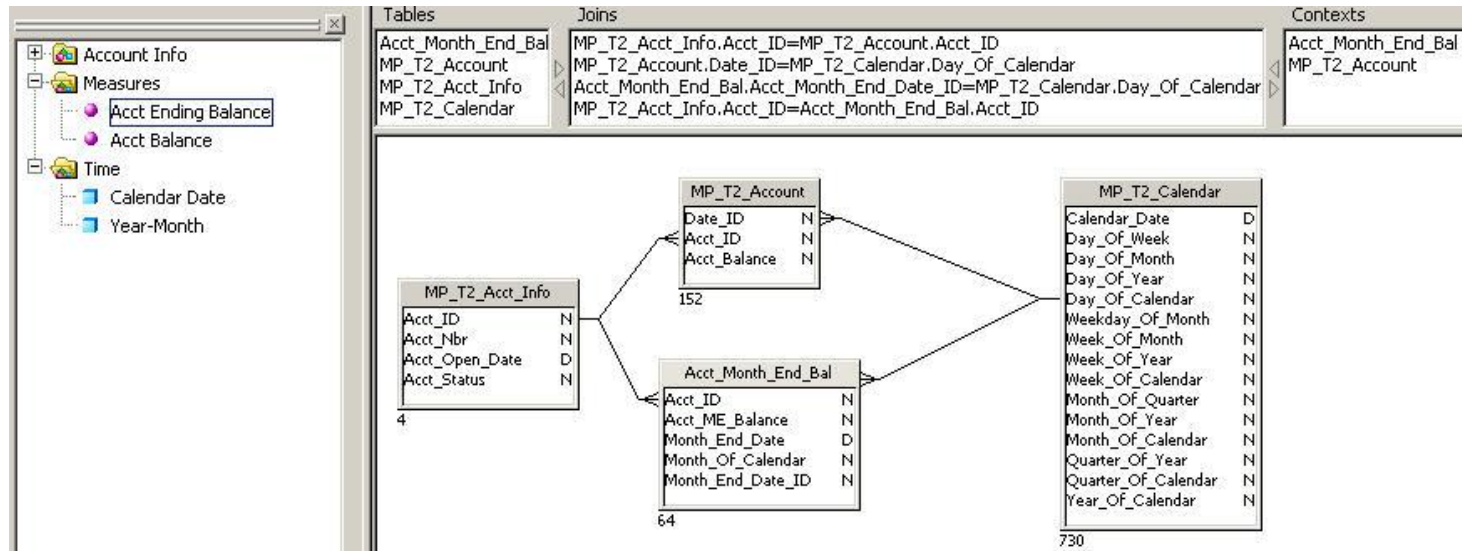 Account Info
Measures
Acct Ending Balance
Acct Balance
Time
Calendar Date
Year-Month
Tables
Acct_Month_End_Bal
MP_T2_Account
MP_T2_Acct_Info
MP_T2_Calendar
Joins
MP_T2_Acct_Info.Acct_ID=MP_T2_Account.Acct_ID
MP_T2_Account.Date_ID=MP_T2_Calendar.Day_Of_Calendar
Acct_Month_End_Bal.Acct_Month_End_Date_ID=MP_T2_Calendar.Day_Of_Calendar
MP_T2_Acct_Info.Acct_ID=Acct_Month_End_Bal.Acct_ID
Contexts
Acct_Month_End_Bal
MP_T2_Account
MP_T2_Acct_Info
Acct_ID N
Acct_Nbr N
Acct_Open_Date D
Acct_Status N
4
MP_T2_Account
Date_ID N
Acct_ID N
Acct_Balance N
152
Acct_Month_End_Bal
Acct_ID N
Acct_ME_Balance N
Month_End_Date D
Month_Of_Calendar N
Month_End_Date_ID N
64
MP_T2_Calendar
Calendar_Date D
Day_Of_Week N
Day_Of_Month N
Day_Of_Year N
Day_Of_Calendar N
Weekday_Of_Month N
Week_Of_Month N
Week_Of_Year N
Week_Of_Calendar N
Month_Of_Quarter N
Month_Of_Year N
Month_Of_Calendar N
Quarter_Of_Year N
Quarter_Of_Calendar N
Year_Of_Calendar N
730